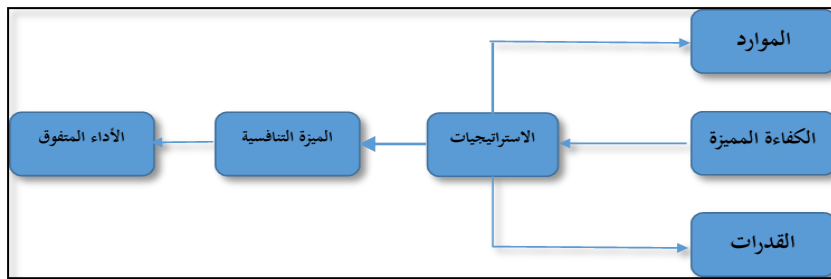 الموارد
الكفاءة المميزة
الاستراتيجيات
الميزة التنافسية
الأداء المتفوق
القدرات